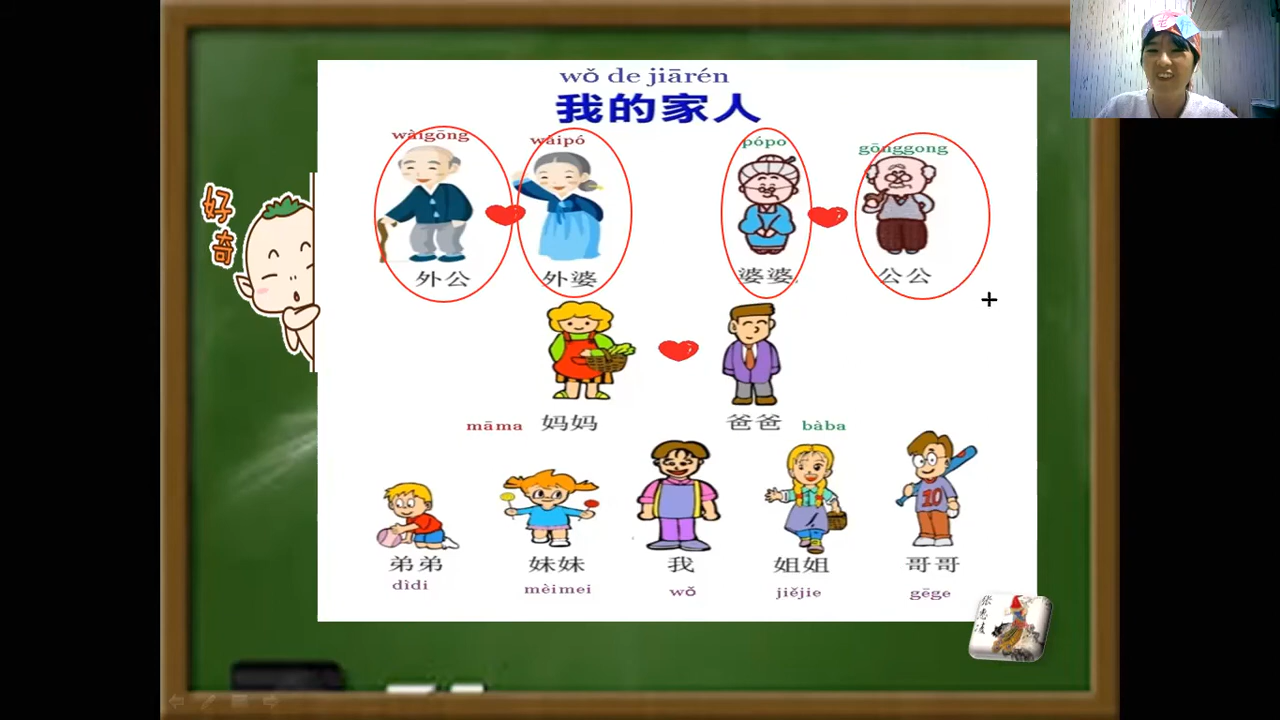 wǒ de jiārén
我的家人
wàigōng wàipó pópo gōnggong
外公 外婆 婆婆 公公
好奇
māma 妈妈 爸爸 bàba
弟弟 妹妹 我 姐姐 哥哥
dìdi mèimei wǒ jiějie gēge
10